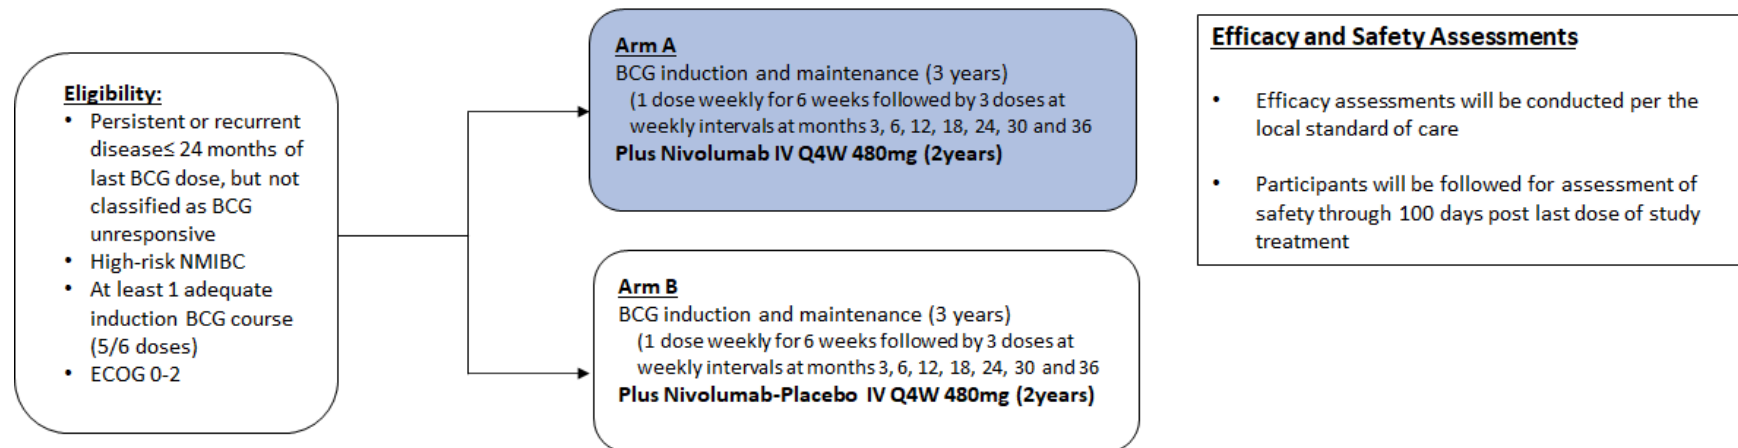 Eligibility:
• Persistent or recurrent
disease≤ 24 months of
last BCG dose, but not
classified as BCG
unresponsive
• High-risk NMIBC
• At least 1 adequate
induction BCG course
(5/6 doses)
• ECOG 0-2
Arm A
BCG induction and maintenance (3 years)
(1 dose weekly for 6 weeks followed by 3 doses at
weekly intervals at months 3, 6, 12, 18, 24, 30 and 36
Plus Nivolumab IV Q4W 480mg (2years)
Arm B
BCG induction and maintenance (3 years)
(1 dose weekly for 6 weeks followed by 3 doses at
weekly intervals at months 3, 6, 12, 18, 24, 30 and 36
Plus Nivolumab-Placebo IV Q4W 480mg (2years)
Efficacy and Safety Assessments
• Efficacy assessments will be conducted per the
local standard of care
• Participants will be followed for assessment of
safety through 100 days post last dose of study
treatment